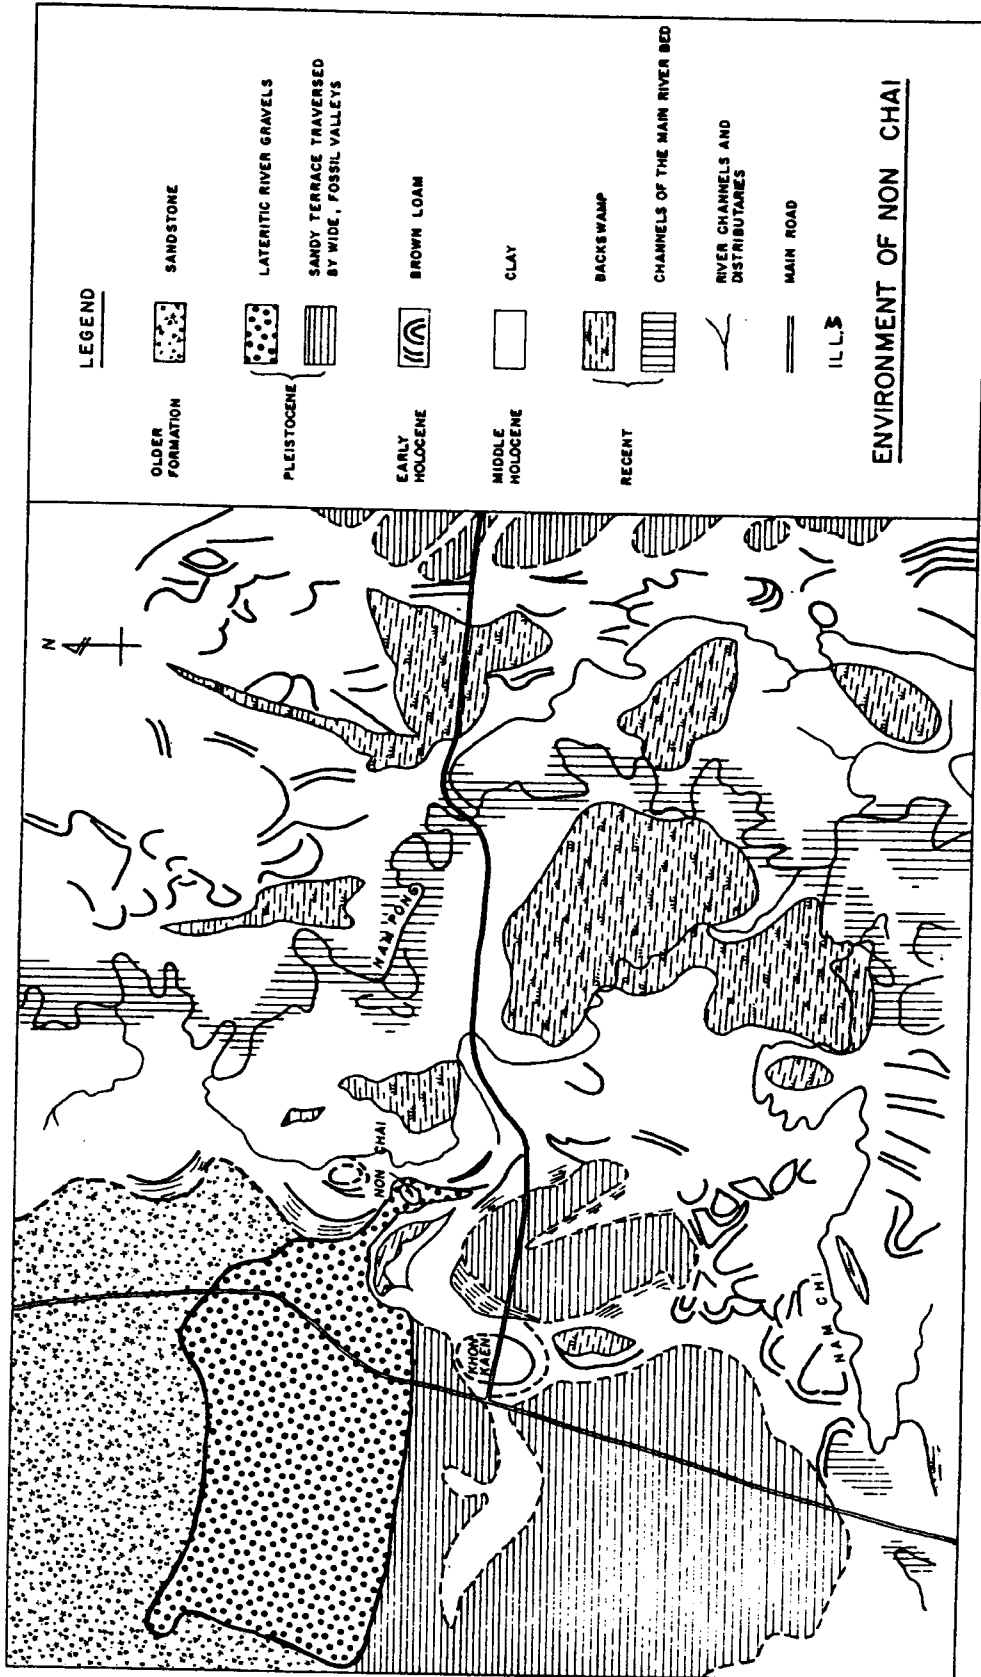 LEGEND
OLDER
FORMATION
SANDSTONE
PLEISTOCENE
LATERITIC RIVER GRAVELS
SANDY TERRACE TRAVERSED
BY WIDE, FOSSIL VALLEYS
EARLY
HOLOCENE
BROWN LOAM
MIDDLE
HOLOCENE
CLAY
RECENT
BACKSWAMP
CHANNELS OF THE MAIN RIVER BED
RIVER CHANNELS AND
DISTRIBUTARIES
MAIN ROAD
ILL.3
ENVIRONMENT OF NON CHAI
N
NAM PONG
NON CHAI
KHON
KAEN
NAM CHI